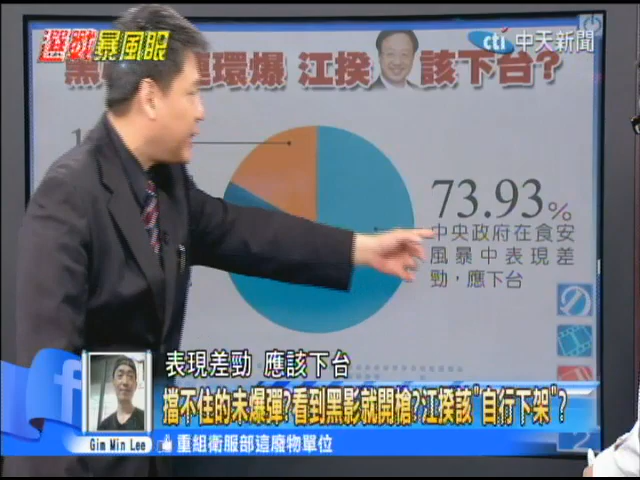 選戰暴風眼
cti 中天新聞
黑 環爆 江揆 該下台?
1
73.93%
中央政府在食安
風暴中表現差
勁，應下台
表現差勁 應該下台
擋不住的未爆彈?看到黑影就開槍?江揆該"自行下架"?
Gim Min Lee 重組衛服部這廢物單位